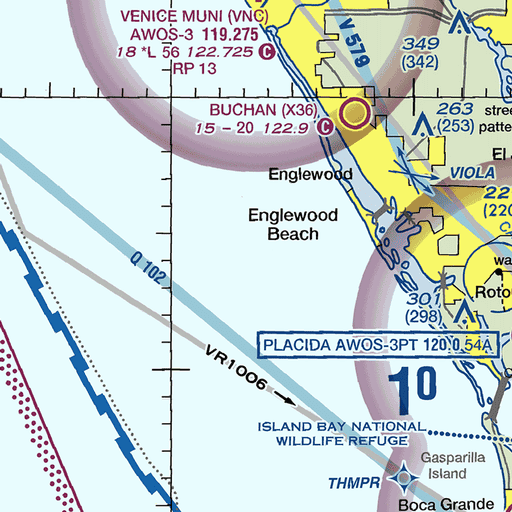 VENICE MUNI (VNC)
AWOS-3 119.275
18 *L 56 122.725 C
RP 13
V 579
349
(342)
BUCHAN (X36)
15 - 20 122.9 C
263
(253)
stree
patte
El
Englewood
VIOLA
Englewood
Beach
22
(220
Q 102
wa
Roto
301
(298)
PLACIDA AWOS-3PT 120.0
54A
VR1006
1 0
ISLAND BAY NATIONAL
WILDLIFE REFUGE
Gasparilla
Island
THMPR
Boca Grande